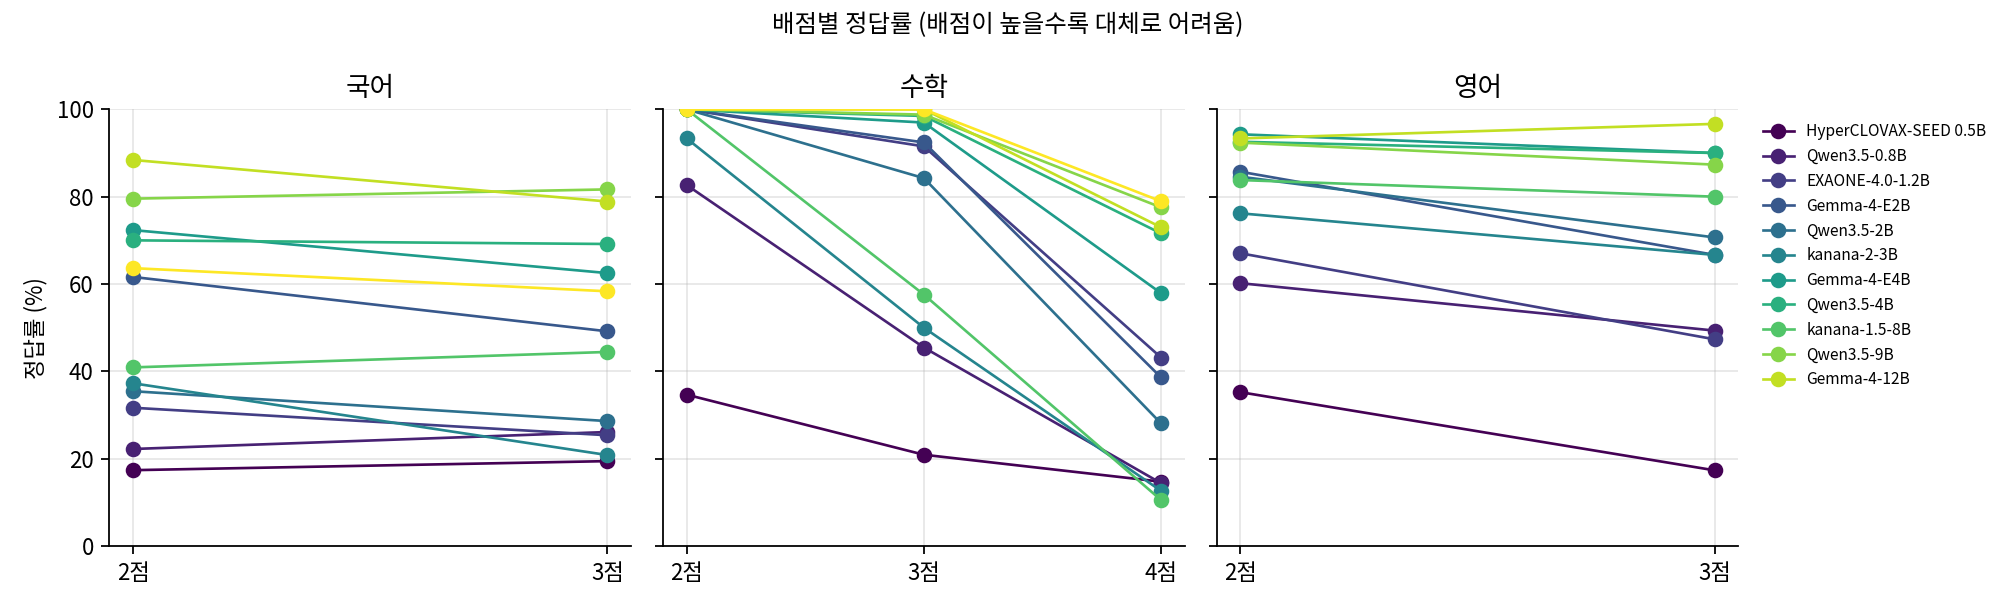 배점별 정답률 (배점이 높을수록 대체로 어려움)
국어
수학
영어
정답률 (%)
100
80
60
40
20
0
2점
3점
2점
3점
4점
2점
3점
HyperCLOVAX-SEED 0.5B
Qwen3.5-0.8B
EXAONE-4.0-1.2B
Gemma-4-E2B
Qwen3.5-2B
kanana-2-3B
Gemma-4-E4B
Qwen3.5-4B
kanana-1.5-8B
Qwen3.5-9B
Gemma-4-12B